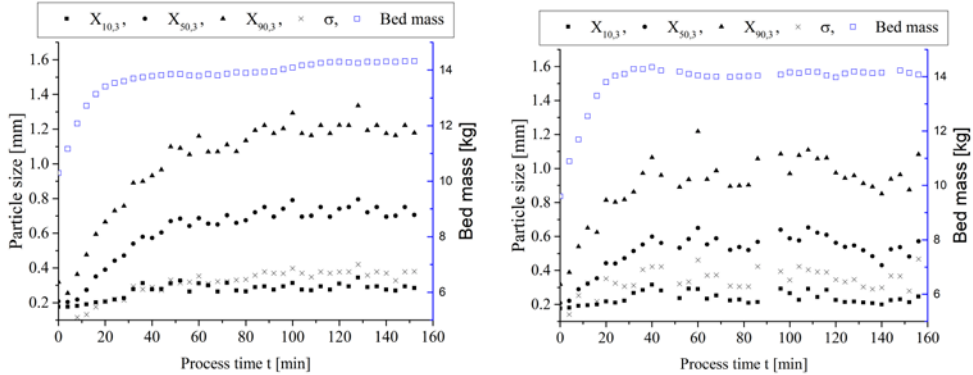 X10,3, X50,3, X90,3, σ, Bed mass
1.6
1.4
1.2
1.0
0.8
0.6
0.4
0.2
Particle size [mm]
14
12
10
8
6
Bed mass [kg]
0 20 40 60 80 100 120 140 160
Process time t [min]
X10,3, X50,3, X90,3, σ, Bed mass
1.6
1.4
1.2
1.0
0.8
0.6
0.4
0.2
Particle size [mm]
14
12
10
8
6
Bed mass [kg]
0 20 40 60 80 100 120 140 160
Process time t [min]